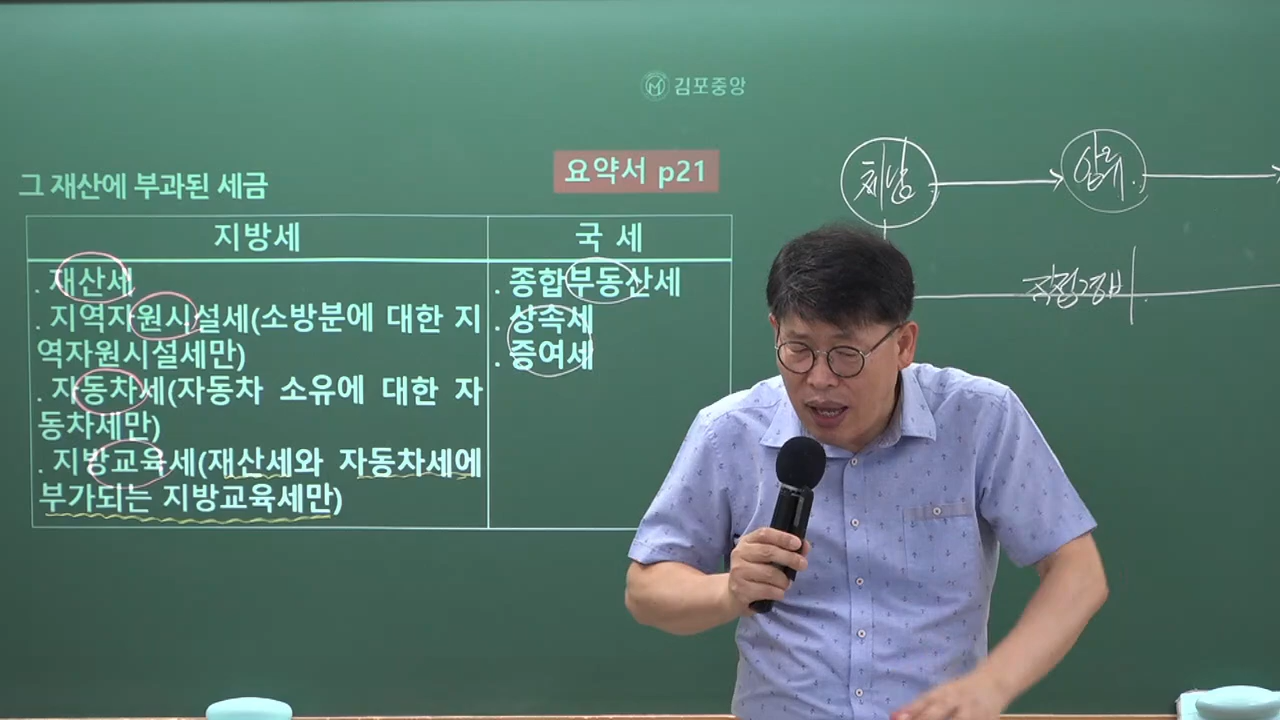 김포중앙
요약서 p21
그 재산에 부과된 세금
지방세
국 세
. 재산세
. 지역자원시설세(소방분에 대한 지
역자원시설세만)
. 자동차세(자동차 소유에 대한 자
동차세만)
. 지방교육세(재산세와 자동차세에
부가되는 지방교육세만)
. 종합부동산세
. 상속세
. 증여세
체납
압류
직접경비